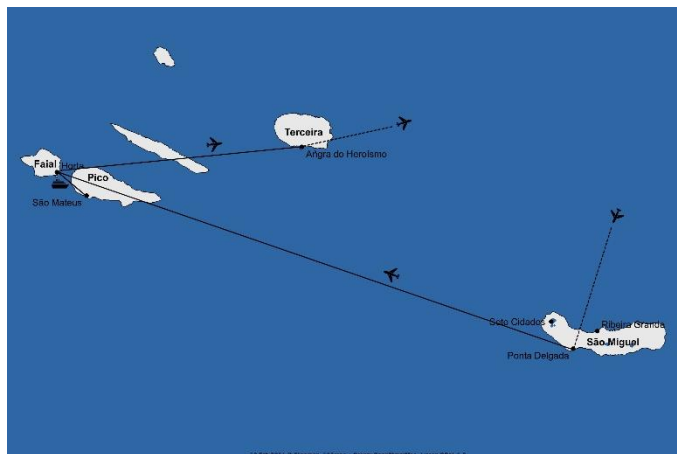 Terceira
Angra do Heroísmo
Faial
Horta
Pico
São Mateus
Sete Cidades
Ribeira Grande
São Miguel
Ponta Delgada